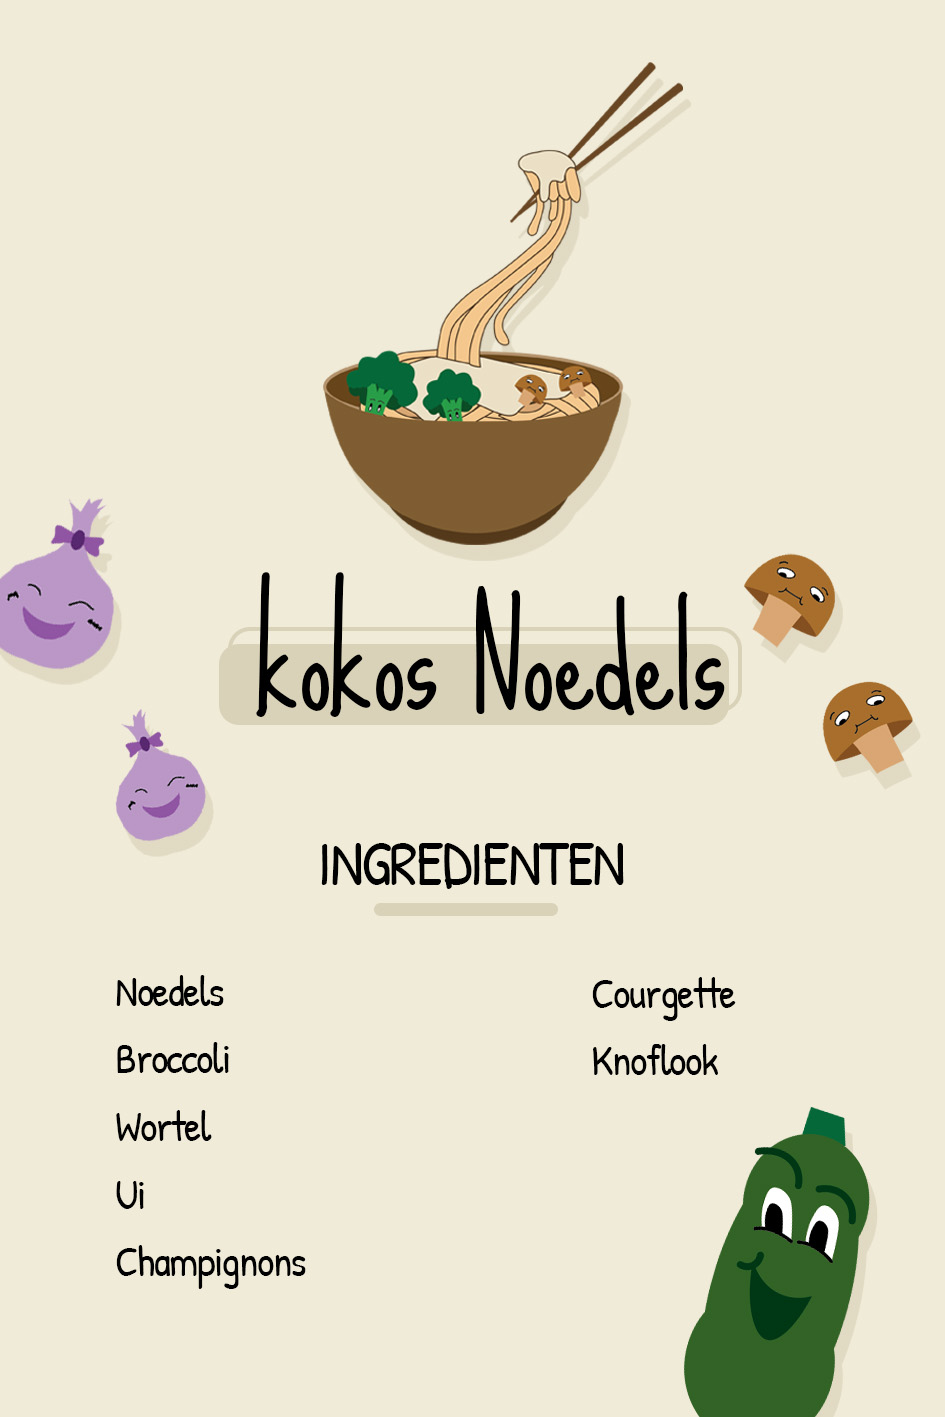 kokos Noedels
INGREDIENTEN
Noedels
Broccoli
Wortel
Ui
Champignons
Courgette
Knoflook